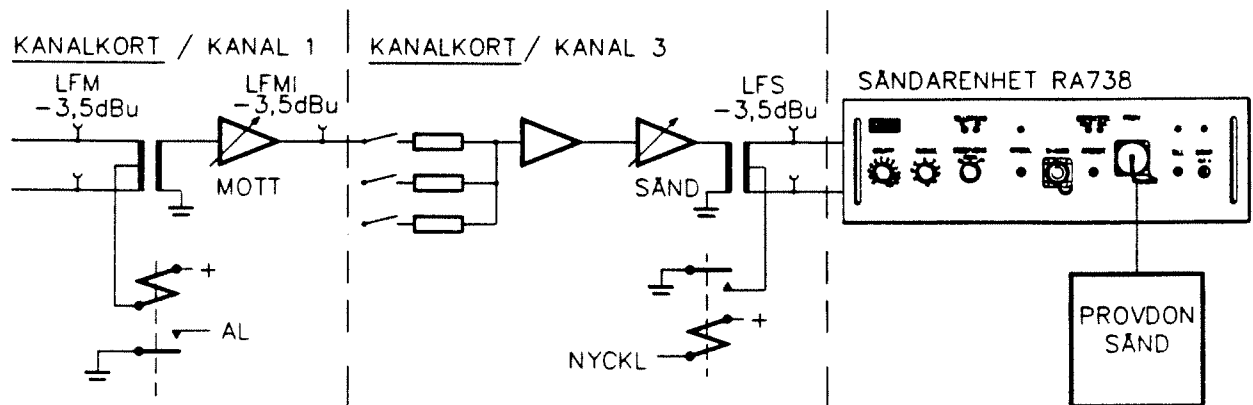 KANALKORT / KANAL 1
KANALKORT / KANAL 3
LFM
-3,5dBu
LFMI
-3,5dBu
LFS
-3,5dBu
SÄNDARENHET RA738
MOTT
SÄND
+
AL
+
NYCKL
PROVDON
SÄND